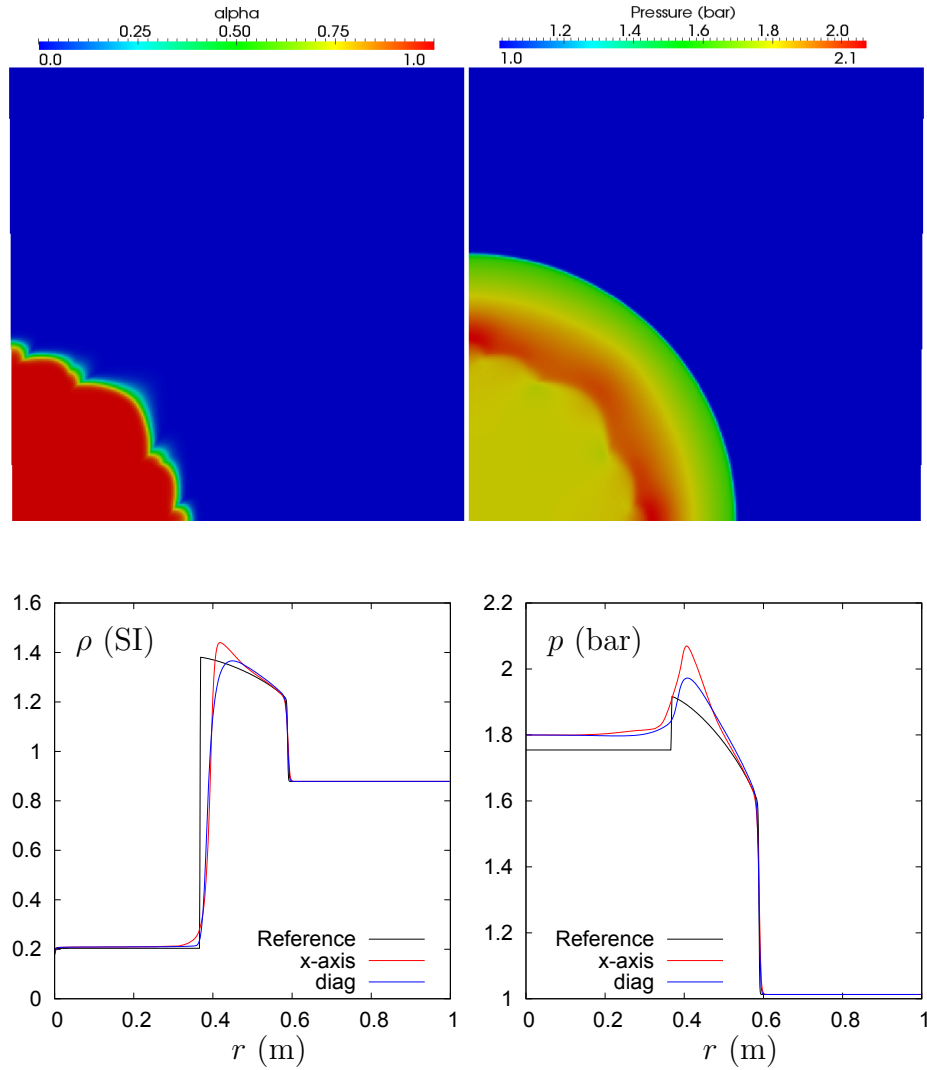 alpha
0.25 0.5 0.75
0.0 1.0
Pressure (bar)
1.2 1.4 1.6 1.8 2.0
1.0 2.1
ρ (SI)
1.6
1.4
1.2
1
0.8
0.6
0.4
0.2
0
Reference
x-axis
diag
0 0.2 0.4 0.6 0.8 1
r (m)
p (bar)
2.2
2
1.8
1.6
1.4
1.2
1
Reference
x-axis
diag
0 0.2 0.4 0.6 0.8 1
r (m)